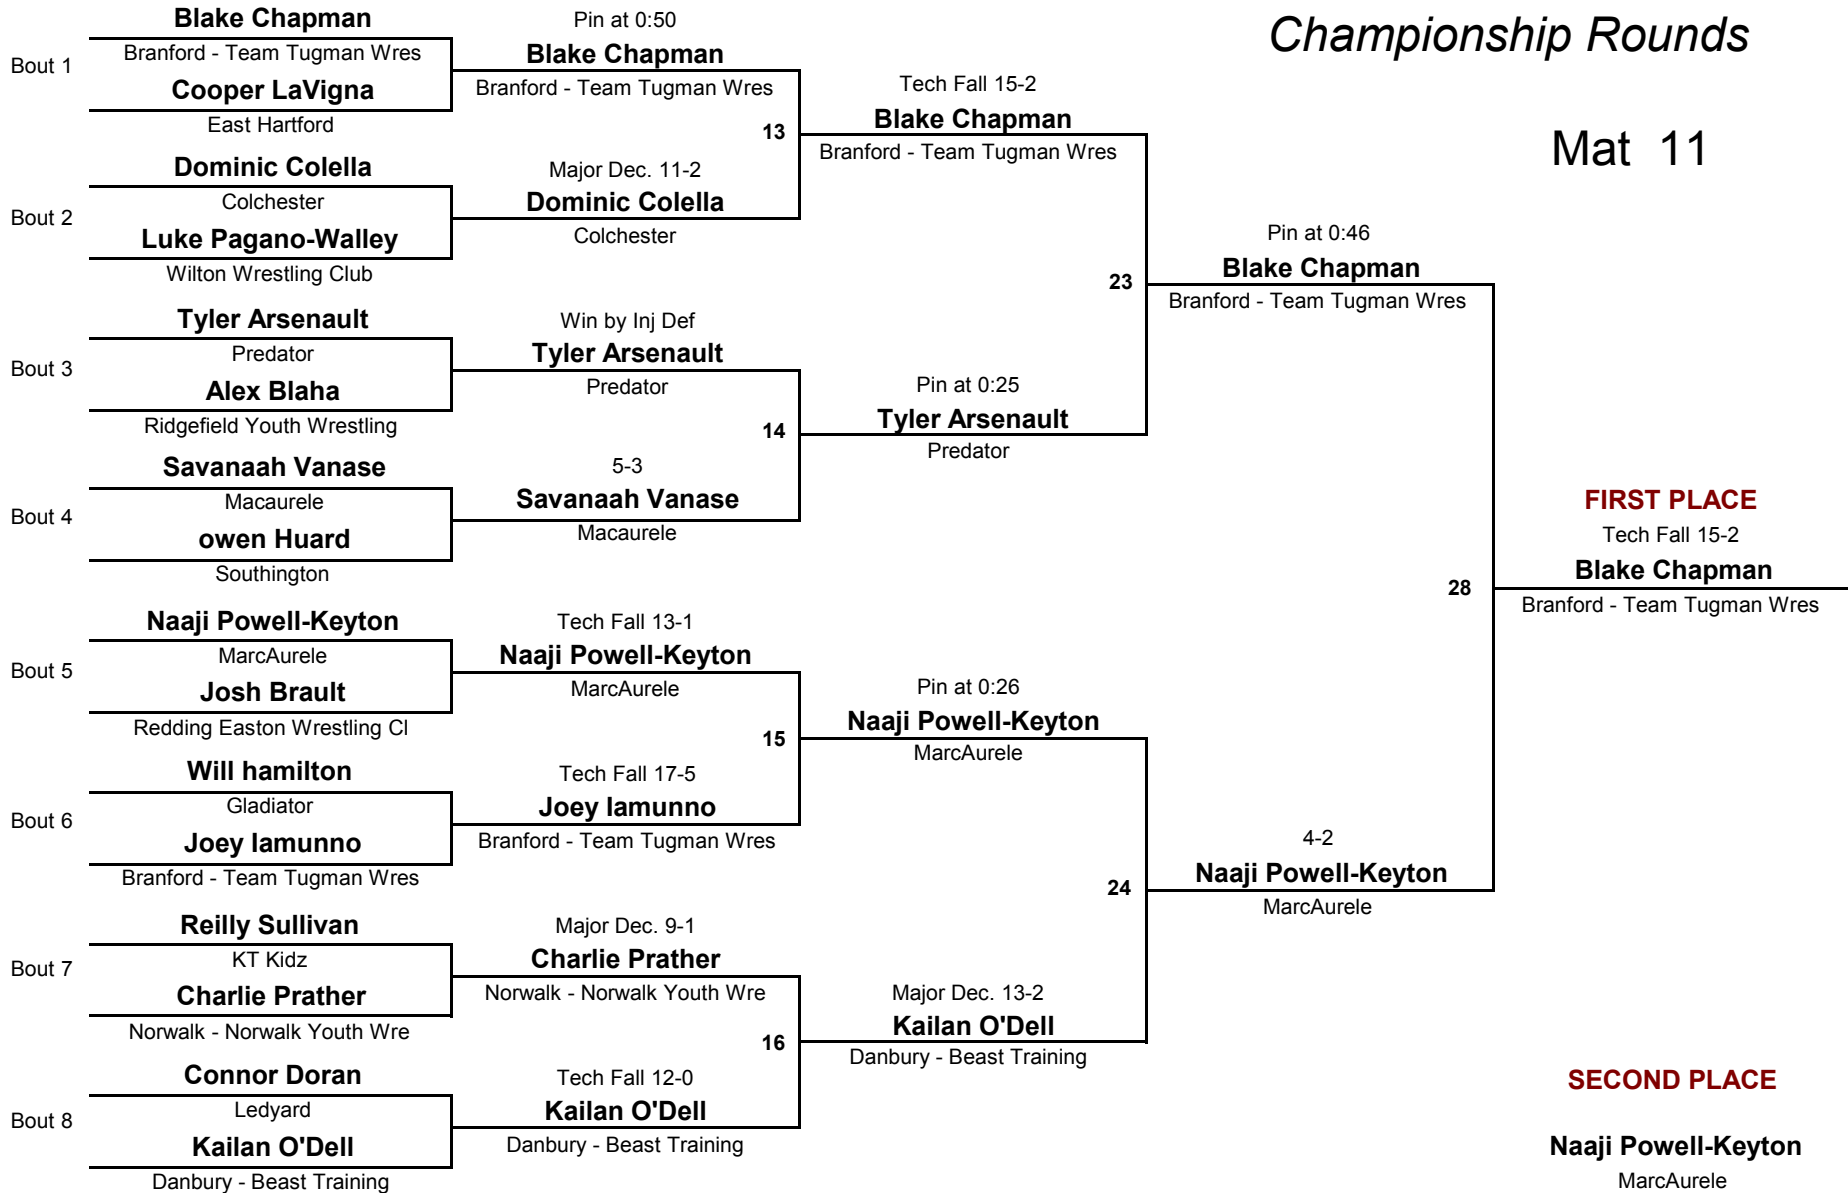 Championship Rounds
Mat 11
Bout 1
Blake Chapman
Branford - Team Tugman Wres
Cooper LaVigna
East Hartford
Bout 2
Dominic Colella
Colchester
Luke Pagano-Walley
Wilton Wrestling Club
Bout 3
Tyler Arsenault
Predator
Alex Blaha
Ridgefield Youth Wrestling
Bout 4
Savanaah Vanase
Macaurele
owen Huard
Southington
Bout 5
Naaji Powell-Keyton
MarcAurele
Josh Brault
Redding Easton Wrestling Cl
Bout 6
Will hamilton
Gladiator
Joey Iamunno
Branford - Team Tugman Wres
Bout 7
Reilly Sullivan
KT Kidz
Charlie Prather
Norwalk - Norwalk Youth Wre
Bout 8
Connor Doran
Ledyard
Kailan O'Dell
Danbury - Beast Training
Pin at 0:50
Blake Chapman
Branford - Team Tugman Wres
13
Major Dec. 11-2
Dominic Colella
Colchester
Win by Inj Def
Tyler Arsenault
Predator
14
5-3
Savanaah Vanase
Macaurele
Tech Fall 13-1
Naaji Powell-Keyton
MarcAurele
15
Tech Fall 17-5
Joey Iamunno
Branford - Team Tugman Wres
Major Dec. 9-1
Charlie Prather
Norwalk - Norwalk Youth Wre
16
Tech Fall 12-0
Kailan O'Dell
Danbury - Beast Training
Tech Fall 15-2
Blake Chapman
Branford - Team Tugman Wres
23
Pin at 0:25
Tyler Arsenault
Predator
Pin at 0:26
Naaji Powell-Keyton
MarcAurele
24
Major Dec. 13-2
Kailan O'Dell
Danbury - Beast Training
Pin at 0:46
Blake Chapman
Branford - Team Tugman Wres
28
4-2
Naaji Powell-Keyton
MarcAurele
FIRST PLACE
Tech Fall 15-2
Blake Chapman
Branford - Team Tugman Wres
SECOND PLACE
Naaji Powell-Keyton
MarcAurele